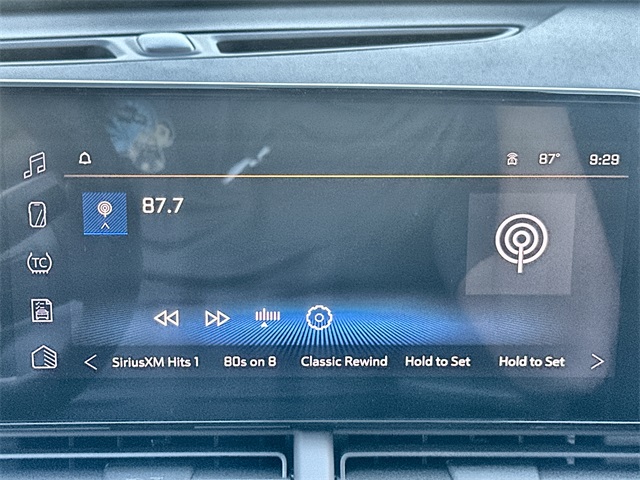 87° 9:29
87.7
TC
SiriusXM Hits 1 80s on 8 Classic Rewind Hold to Set Hold to Set